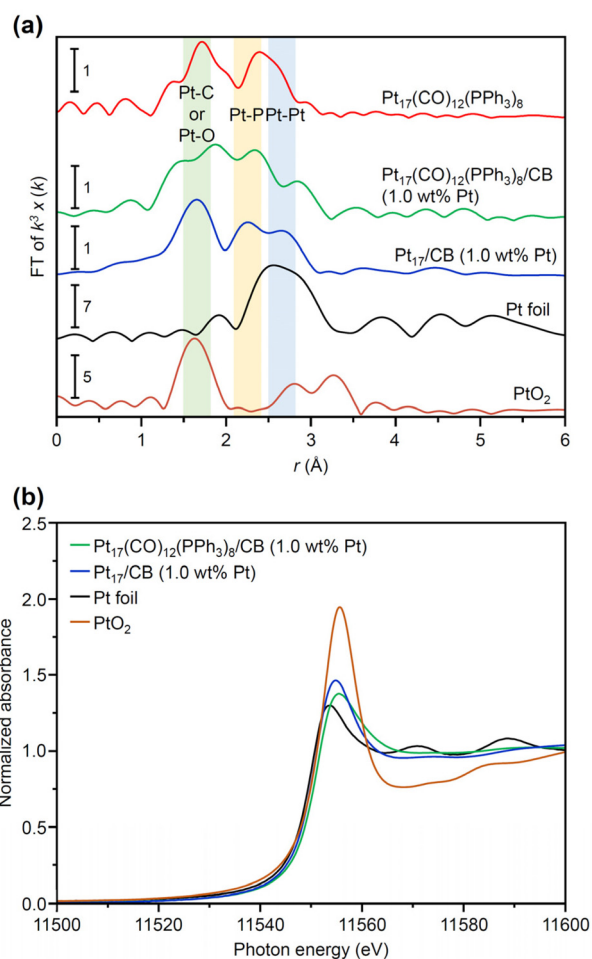 (a)
1
Pt-C
or
Pt-O
Pt-P
Pt-Pt
Pt₁₇(CO)₁₂(PPh₃)₈
1
Pt₁₇(CO)₁₂(PPh₃)₈/CB
(1.0 wt% Pt)
1
Pt₁₇/CB (1.0 wt% Pt)
7
Pt foil
5
PtO₂
FT of k³ x (k)
0 1 2 3 4 5 6
r (Å)
(b)
2.5
2.0
1.5
1.0
0.5
0.0
Pt₁₇(CO)₁₂(PPh₃)₈/CB (1.0 wt% Pt)
Pt₁₇/CB (1.0 wt% Pt)
Pt foil
PtO₂
Normalized absorbance
11500 11520 11540 11560 11580 11600
Photon energy (eV)